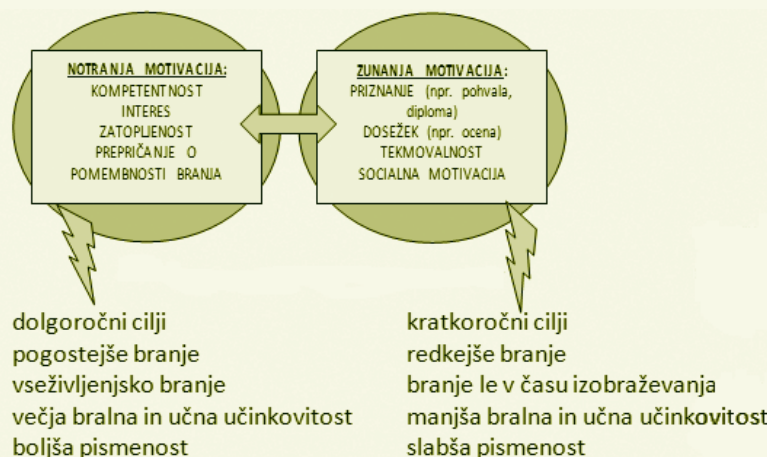 NOTRANJA MOTIVACIJA:
KOMPETENTNOST
INTERES
ZATOPLJENOST
PREPRIČANJE O
POMEMBNOSTI BRANJA
ZUNANJA MOTIVACIJA:
PRIZNANJE (npr. pohvala,
diploma)
DOSEŽEK (npr. ocena)
TEKMOVALNOST
SOCIALNA MOTIVACIJA
dolgoročni cilji
pogostejše branje
vseživljenjsko branje
večja bralna in učna učinkovitost
boljša pismenost
kratkoročni cilji
redkejše branje
branje le v času izobraževanja
manjša bralna in učna učinkovitost
slabša pismenost